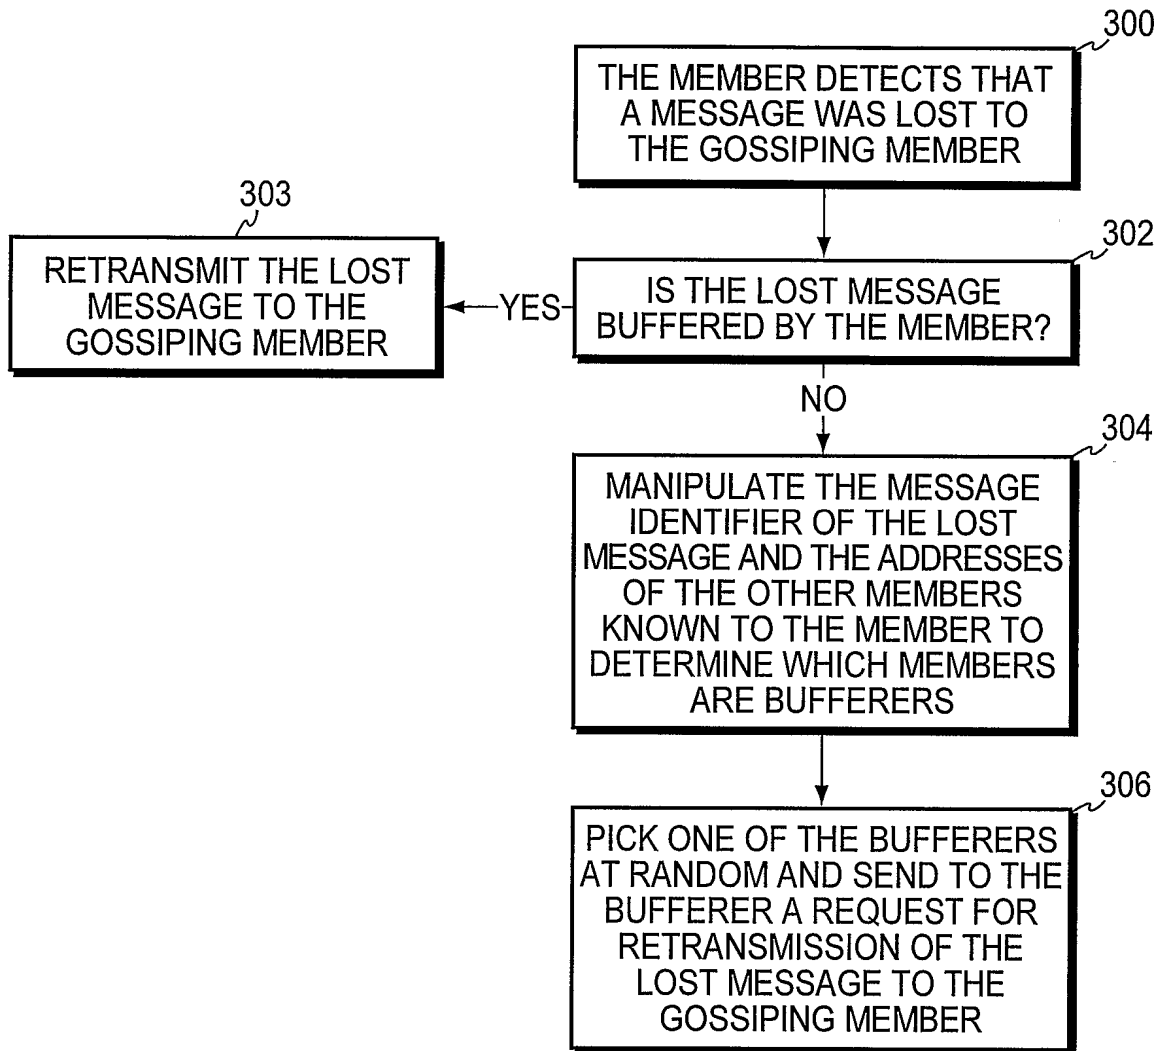 300
THE MEMBER DETECTS THAT
A MESSAGE WAS LOST TO
THE GOSSIPING MEMBER
303
RETRANSMIT THE LOST
MESSAGE TO THE
GOSSIPING MEMBER
YES
302
IS THE LOST MESSAGE
BUFFERED BY THE MEMBER?
NO
304
MANIPULATE THE MESSAGE
IDENTIFIER OF THE LOST
MESSAGE AND THE ADDRESSES
OF THE OTHER MEMBERS
KNOWN TO THE MEMBER TO
DETERMINE WHICH MEMBERS
ARE BUFFERERS
306
PICK ONE OF THE BUFFERERS
AT RANDOM AND SEND TO THE
BUFFERER A REQUEST FOR
RETRANSMISSION OF THE
LOST MESSAGE TO THE
GOSSIPING MEMBER